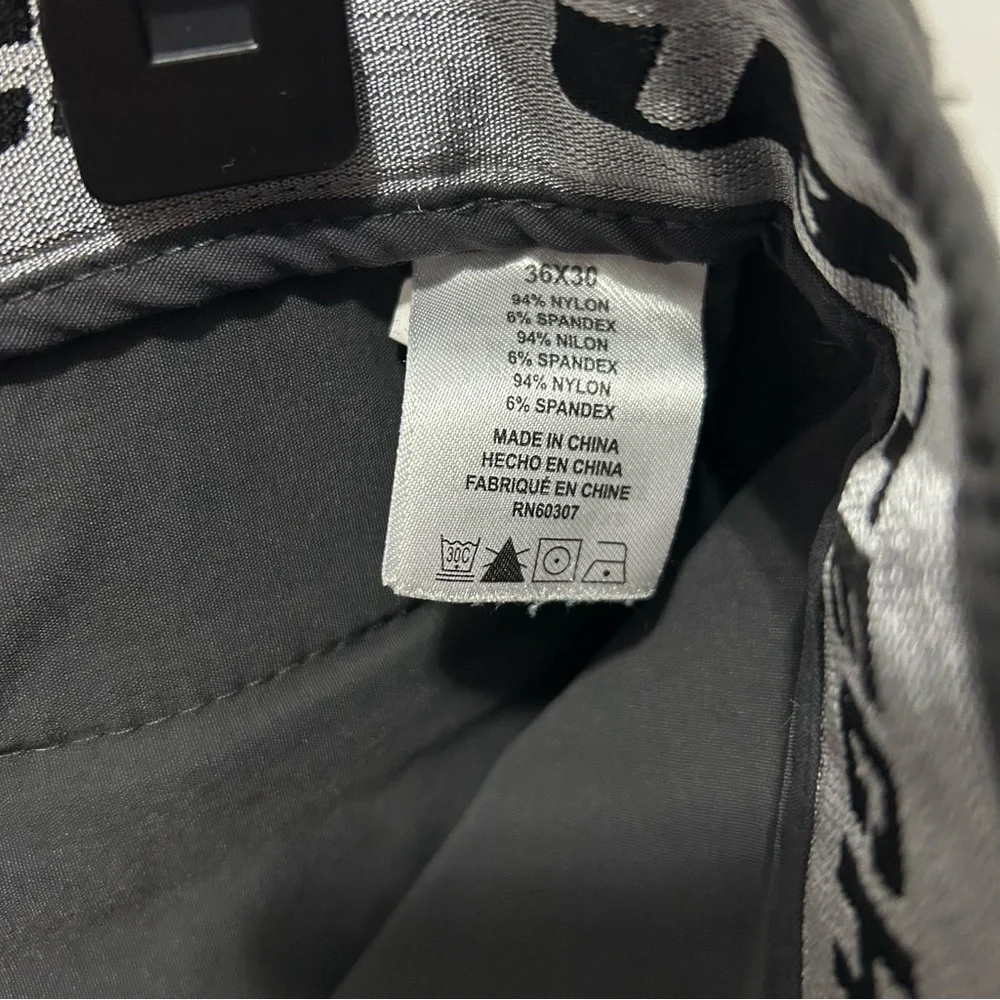 36X30
94% NYLON
6% SPANDEX
94% NILON
6% SPANDEX
94% NYLON
6% SPANDEX
MADE IN CHINA
HECHO EN CHINA
FABRIQUÉ EN CHINE
RN60307
30C